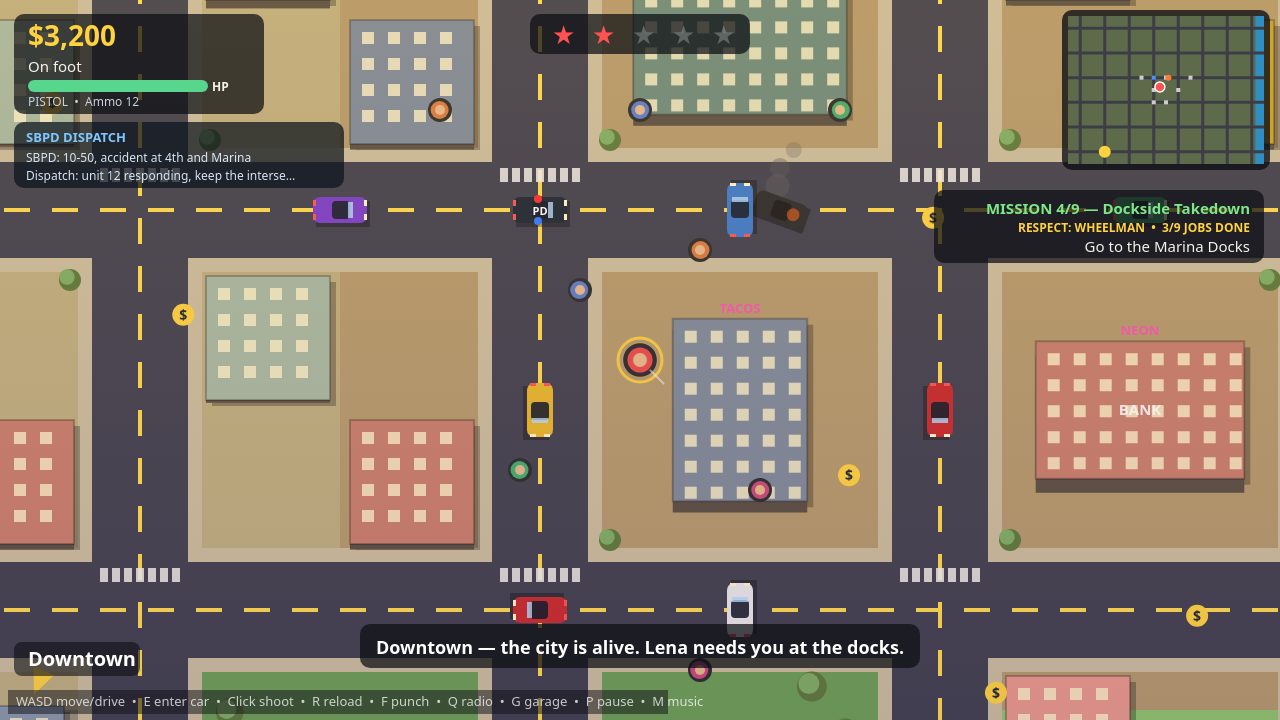 $3,200
On foot
HP
PISTOL • Ammo 12
SBPD DISPATCH
SBPD: 10-50, accident at 4th and Marina
Dispatch: unit 12 responding, keep the interse...
★ ★ ★ ★ ★
PD
$
MISSION 4/9 — Dockside Takedown
RESPECT: WHEELMAN • 3/9 JOBS DONE
Go to the Marina Docks
$
TACOS
NEON
BANK
$
$
Downtown — the city is alive. Lena needs you at the docks.
Downtown
$
WASD move/drive • E enter car • Click shoot • R reload • F punch • Q radio • G garage • P pause • M music